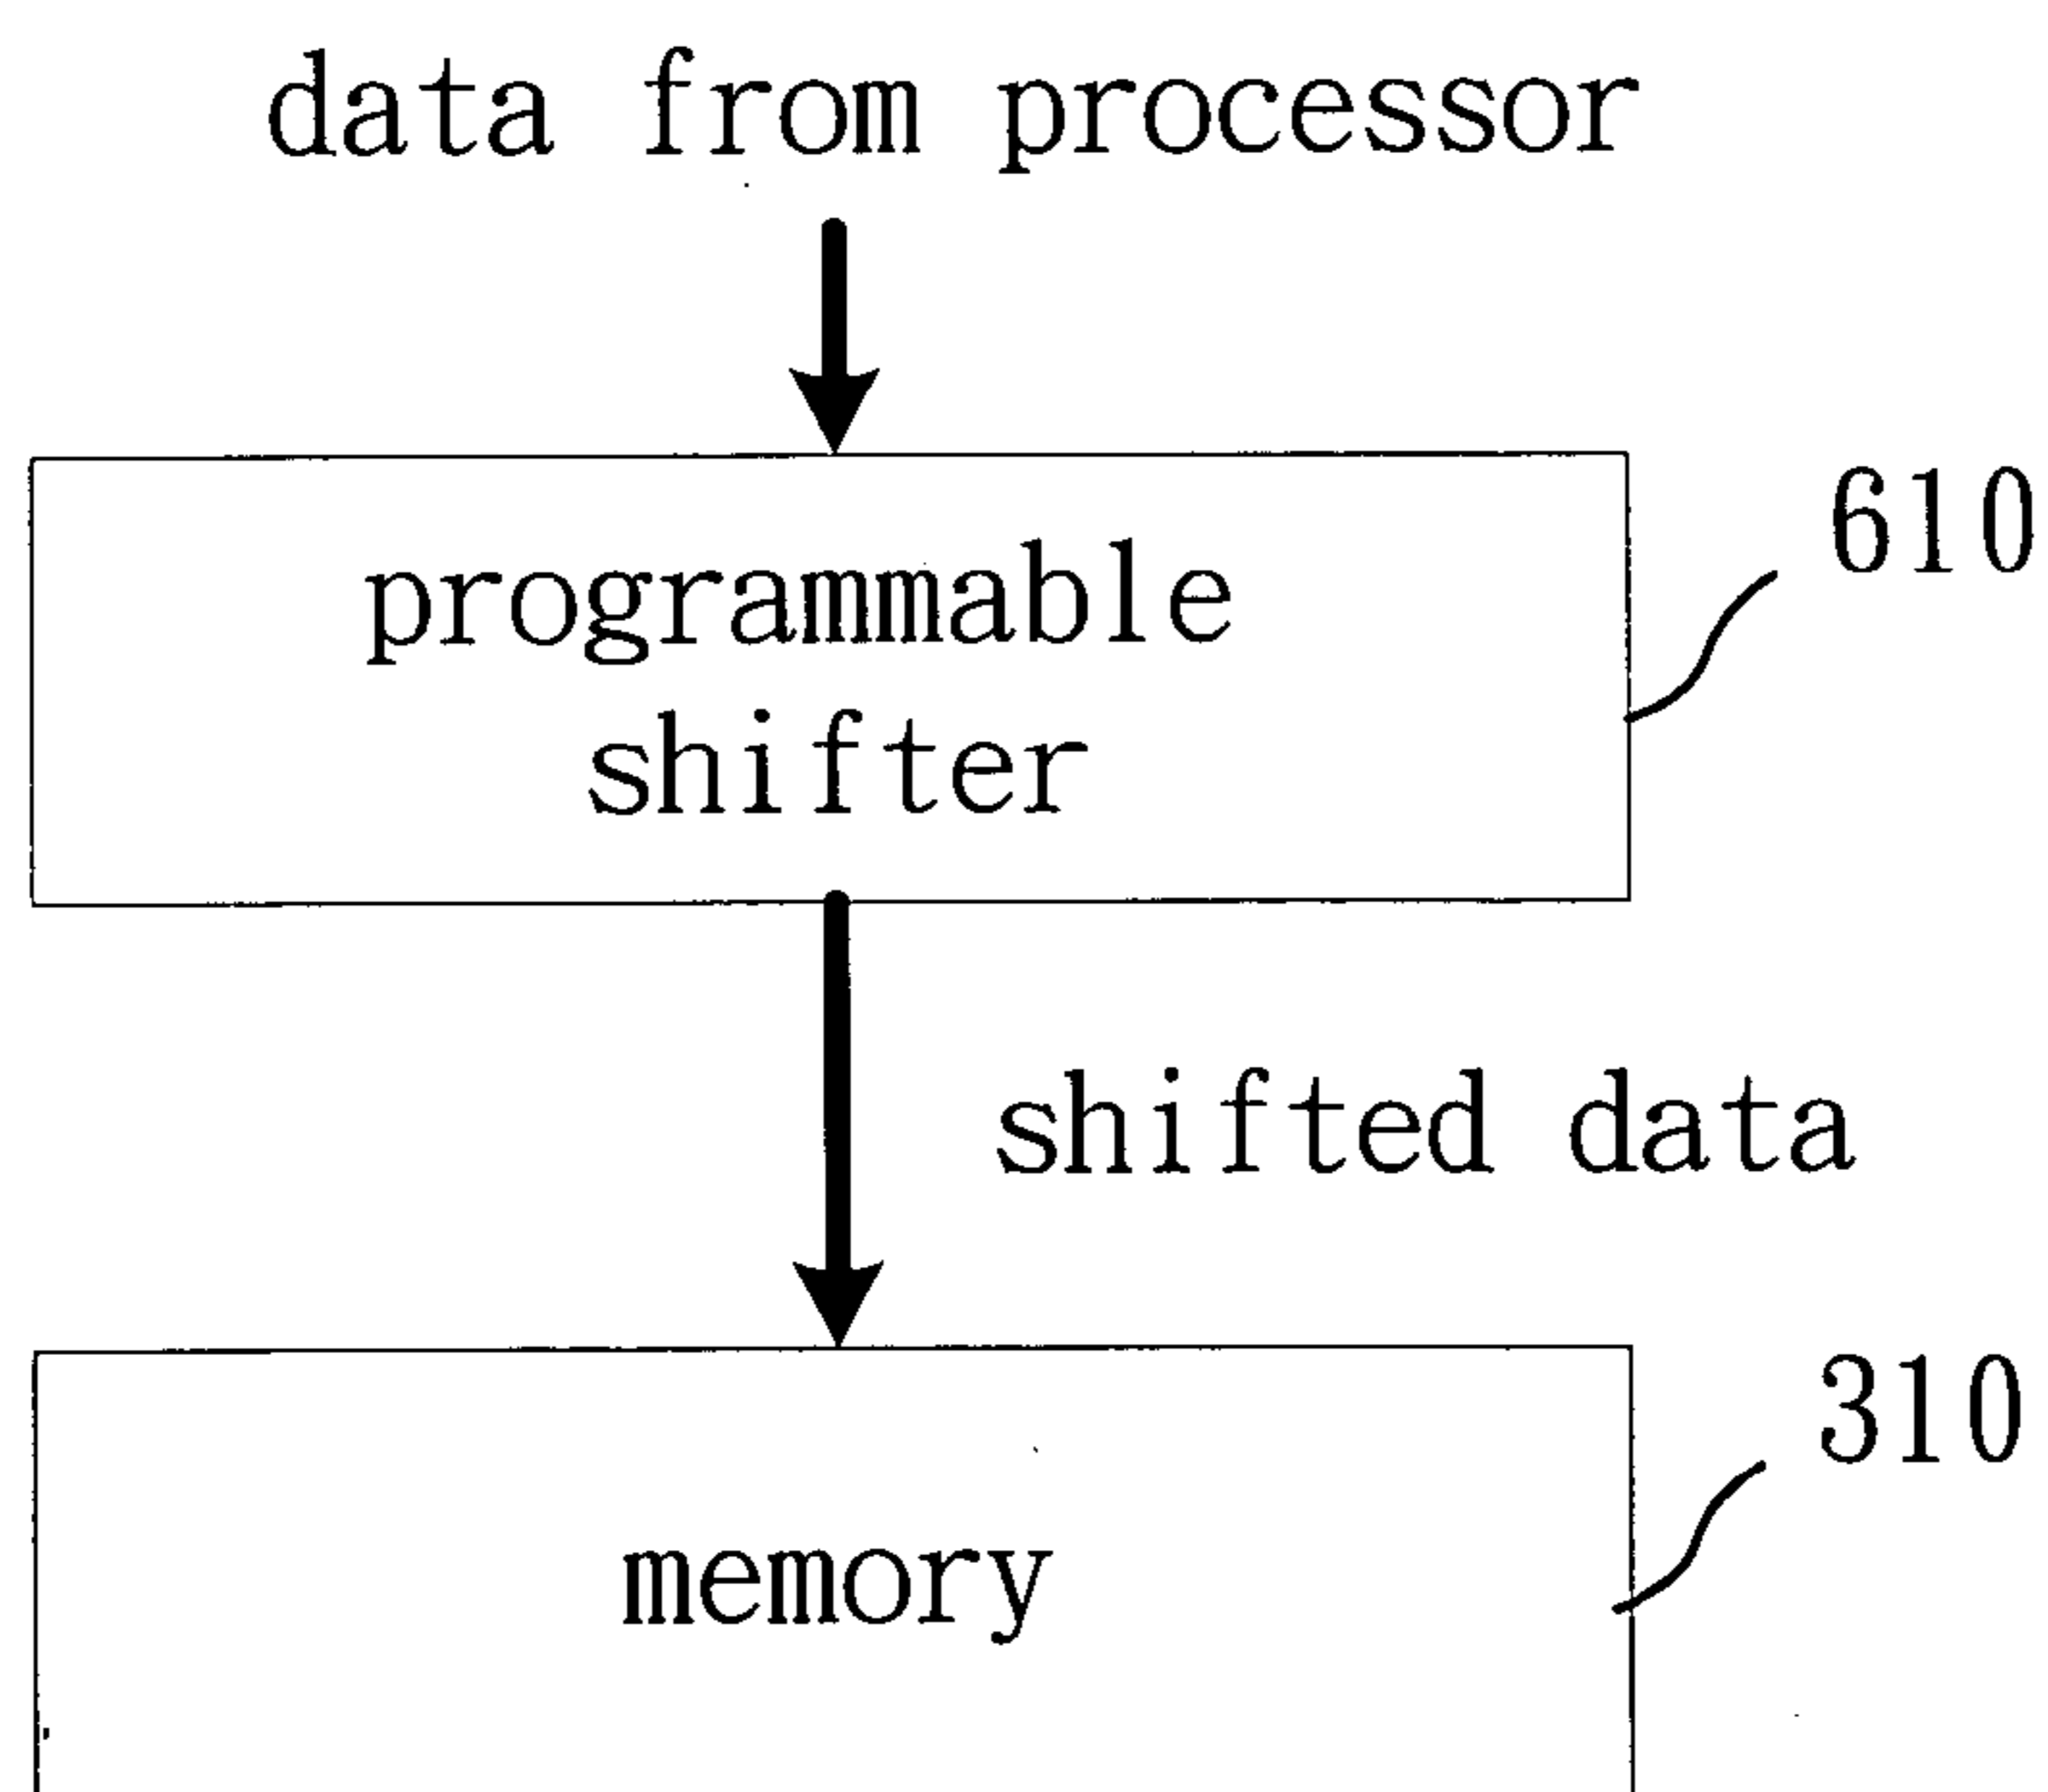 data from processor
610
programmable
shifter
shifted data
310
memory